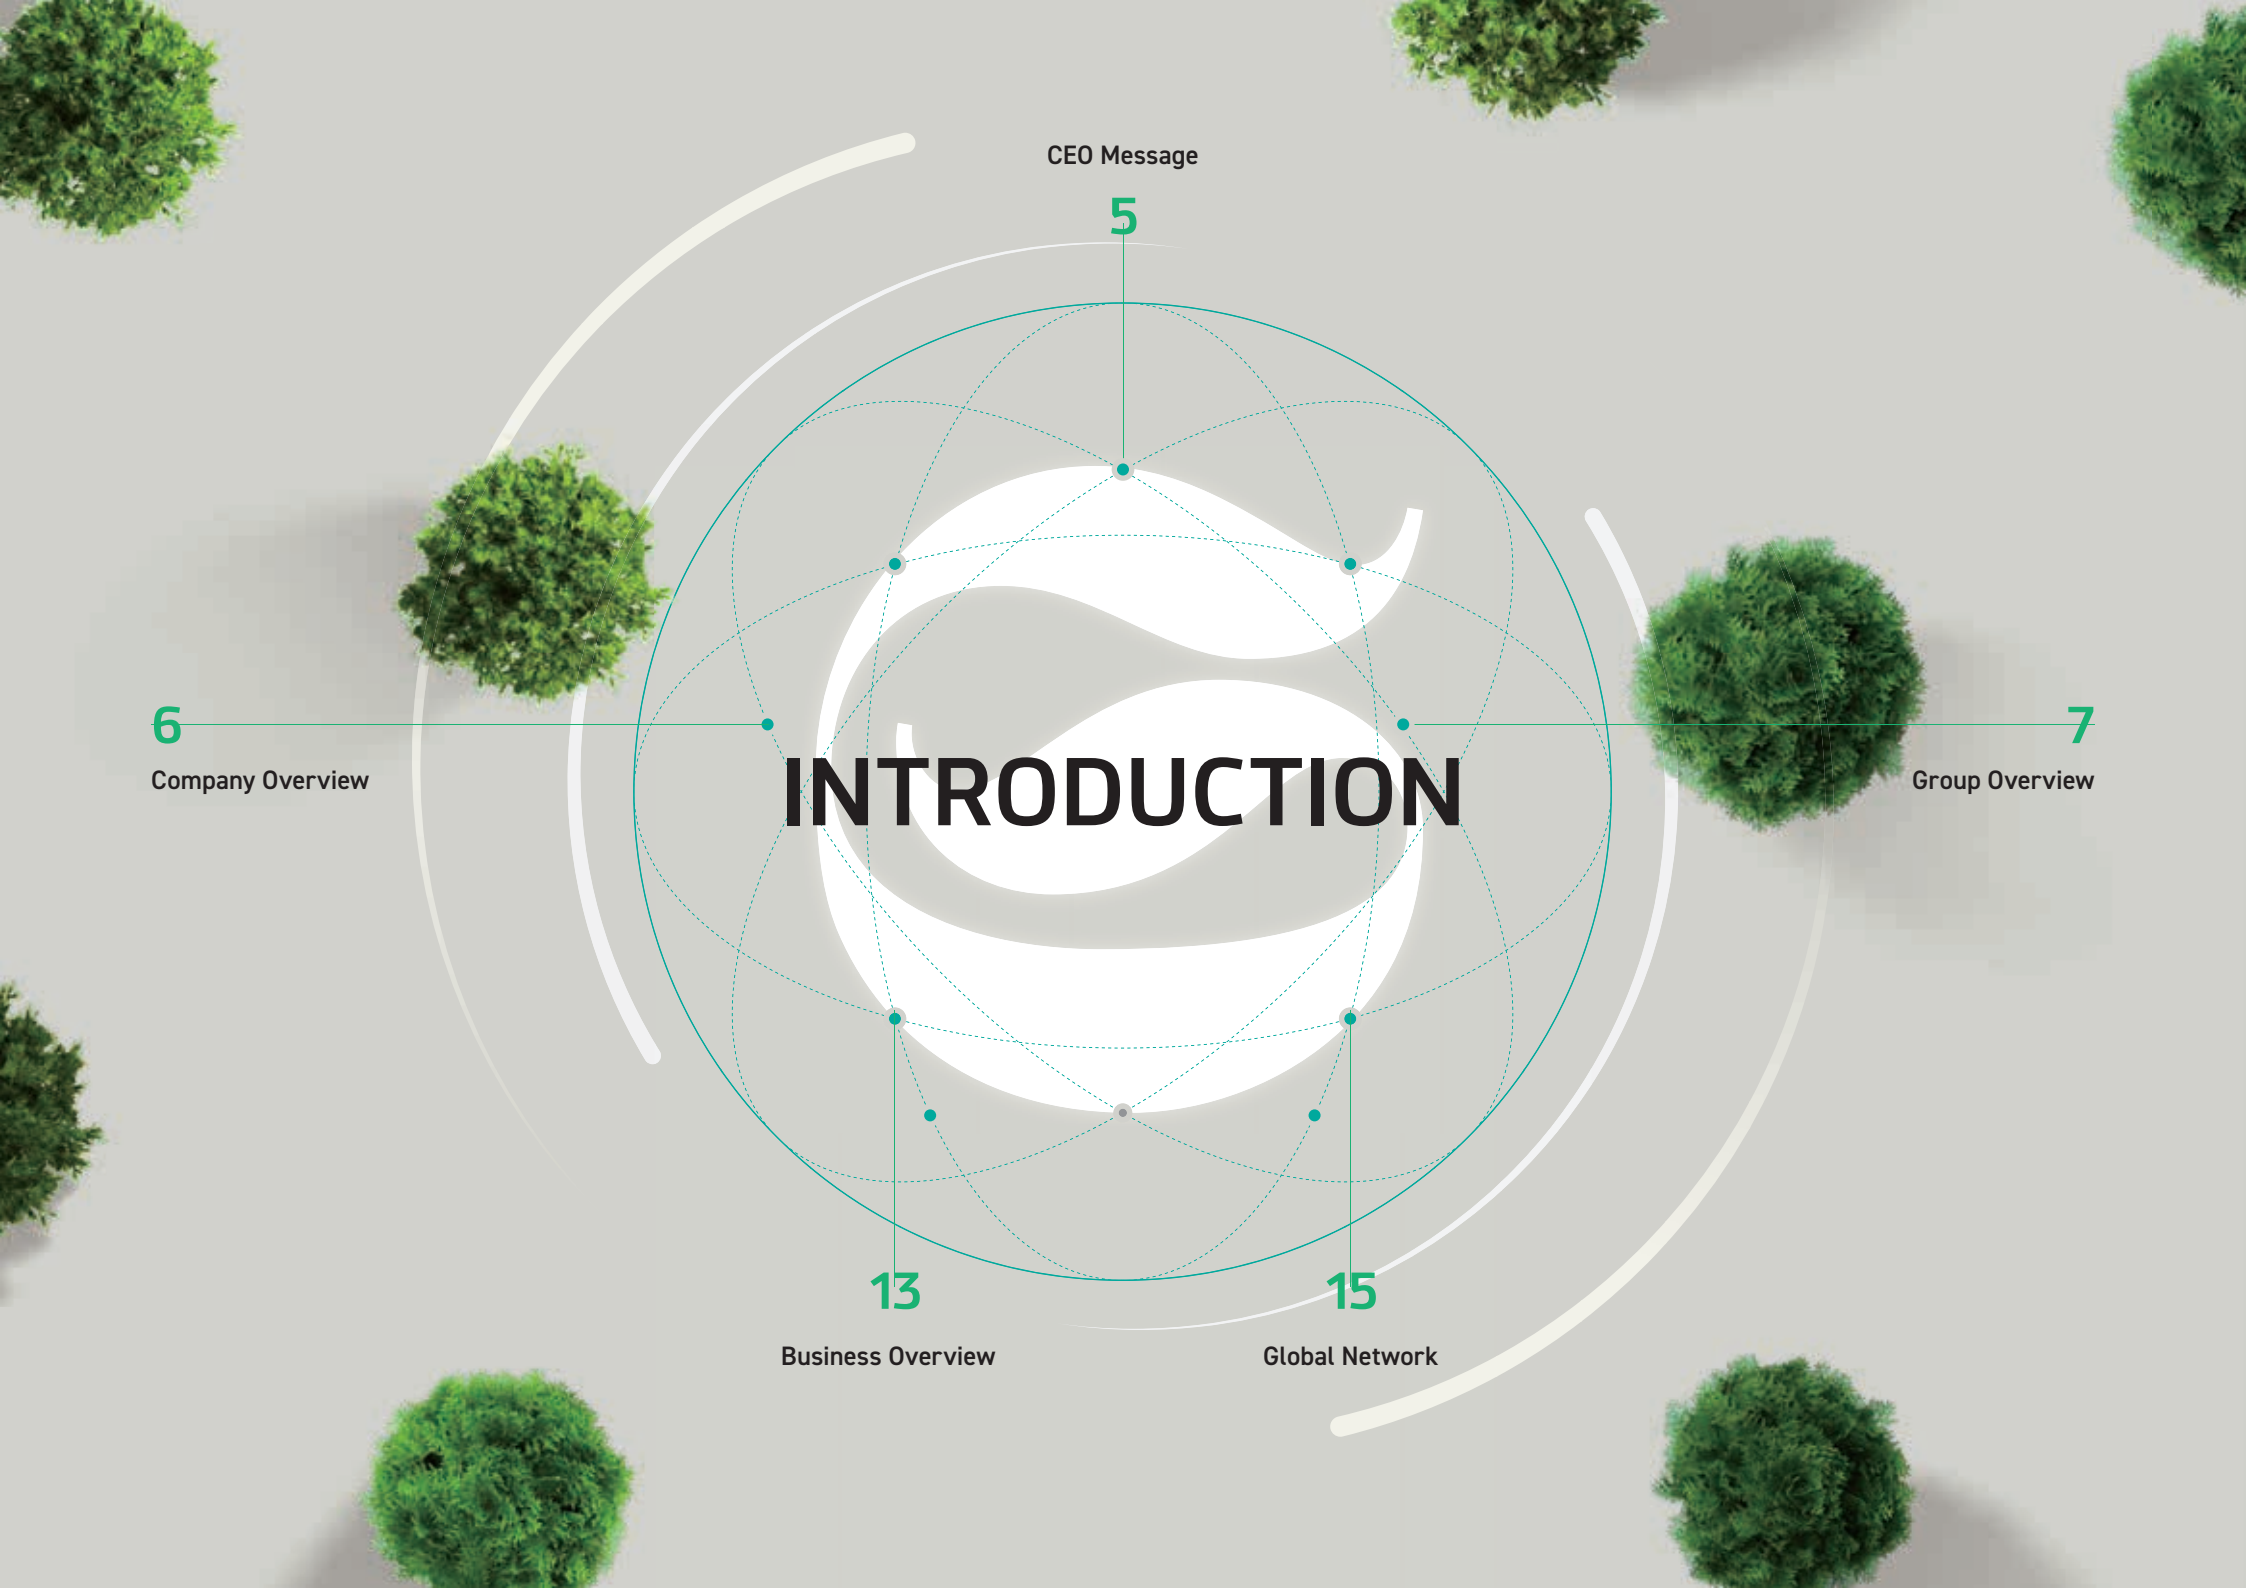 CEO Message
5
6
Company Overview
7
Group Overview
INTRODUCTION
13
Business Overview
15
Global Network